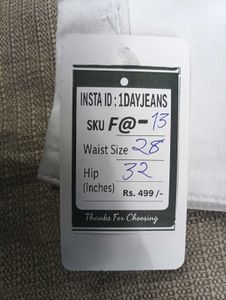 INSTA ID : 1DAYJEANS
SKU F@-13
Waist Size 28
Hip 32
(inches) Rs. 499 /-
Thanks For Choosing